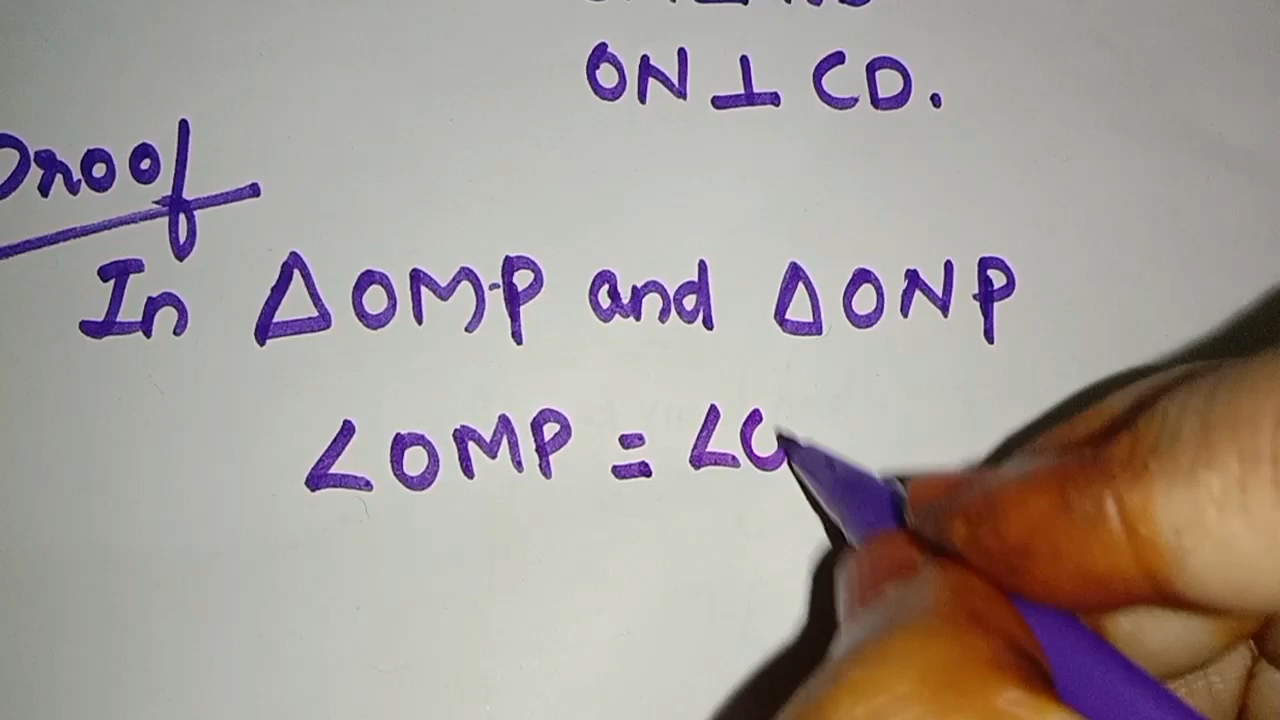 ON ⊥ CD.
Proof
In ΔOMP and ΔONP
∠OMP = ∠O